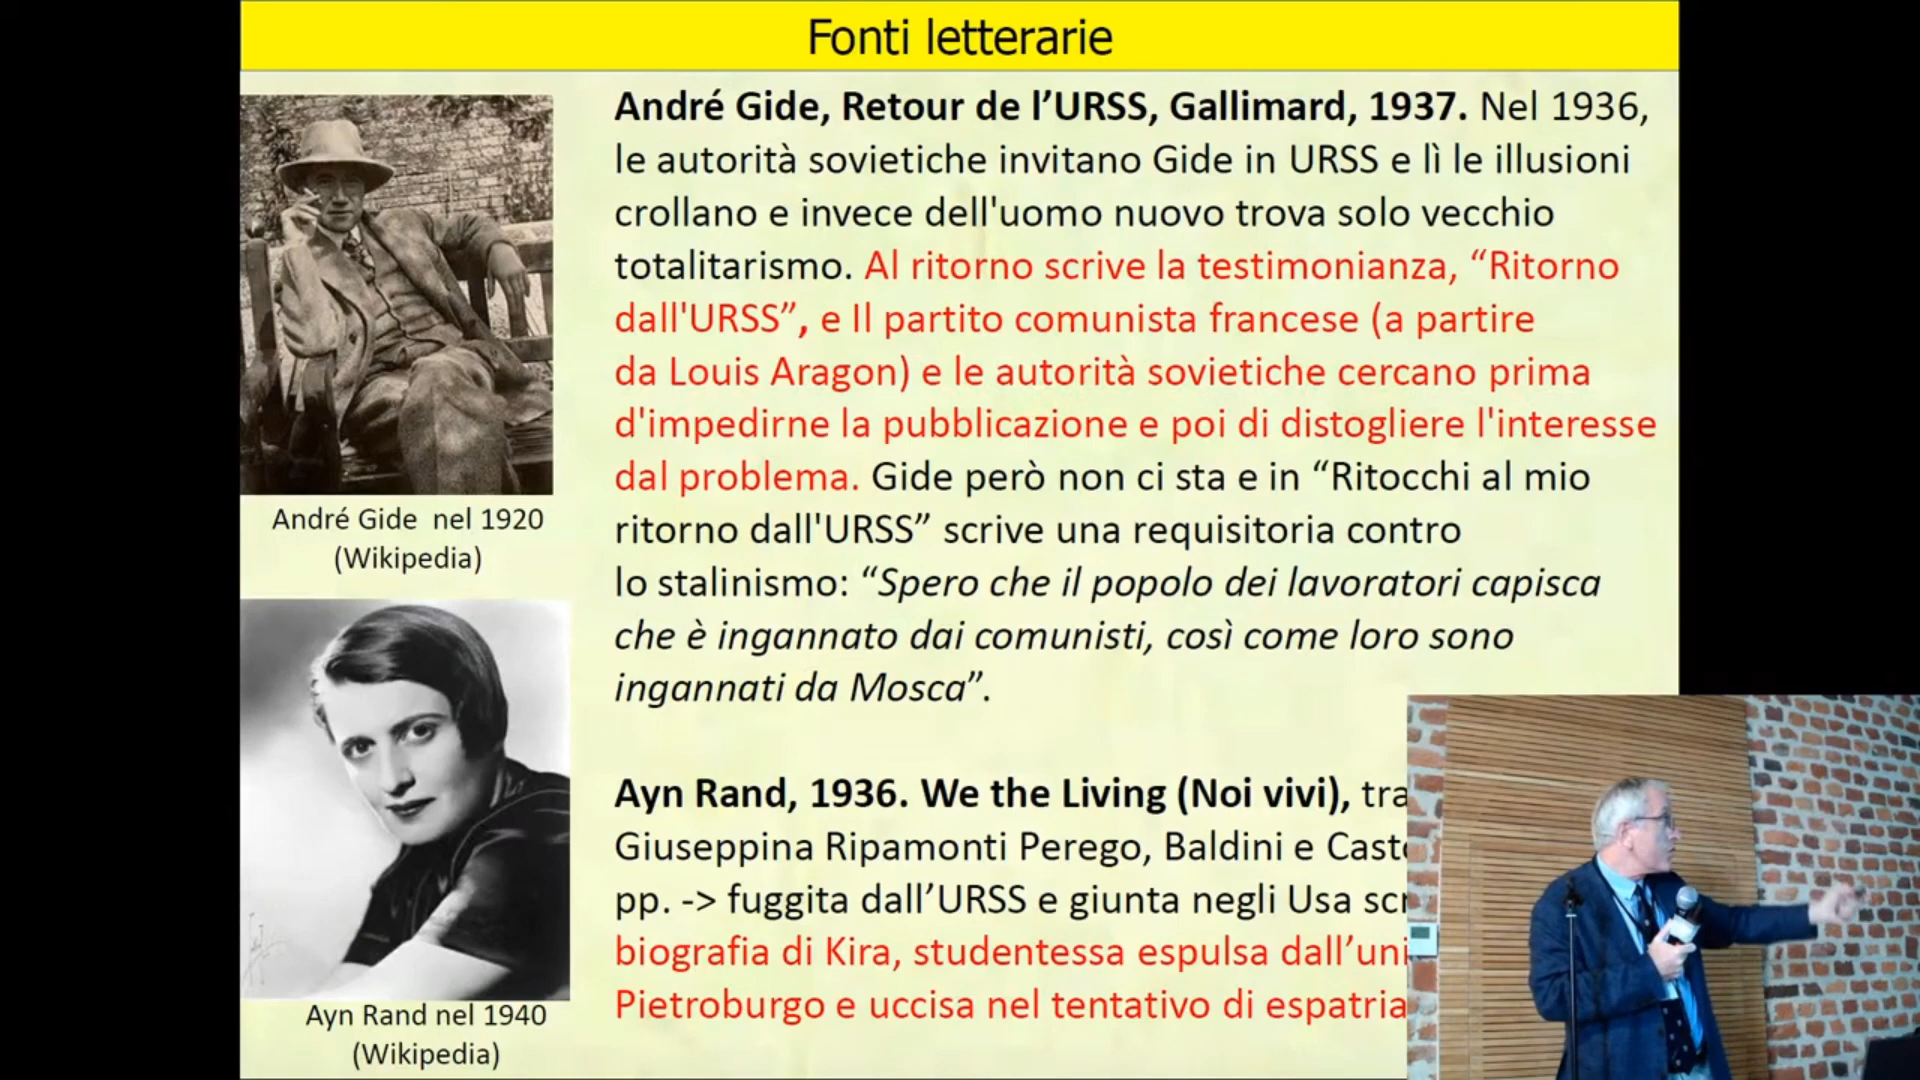 Fonti letterarie
André Gide, Retour de l’URSS, Gallimard, 1937. Nel 1936,
le autorità sovietiche invitano Gide in URSS e lì le illusioni
crollano e invece dell'uomo nuovo trova solo vecchio
totalitarismo. Al ritorno scrive la testimonianza, “Ritorno
dall'URSS”, e Il partito comunista francese (a partire
da Louis Aragon) e le autorità sovietiche cercano prima
d'impedirne la pubblicazione e poi di distogliere l'interesse
dal problema. Gide però non ci sta e in “Ritocchi al mio
ritorno dall'URSS” scrive una requisitoria contro
lo stalinismo: “Spero che il popolo dei lavoratori capisca
che è ingannato dai comunisti, così come loro sono
ingannati da Mosca”.
André Gide nel 1920
(Wikipedia)
Ayn Rand, 1936. We the Living (Noi vivi),
Giuseppina Ripamonti Perego, Baldini e
pp. -> fuggita dall’URSS e giunta negli Usa
biografia di Kira, studentessa espulsa
Pietroburgo e uccisa nel tentativo di
Ayn Rand nel 1940
(Wikipedia)